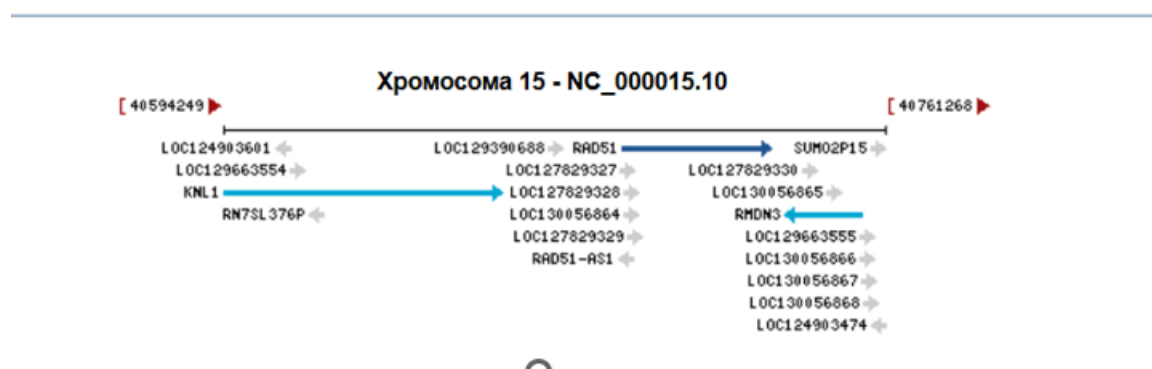 Хромосома 15 - NC_000015.10
[ 40594249
[ 40761268
LOC124903601 LOC129390688 RAD51 SUMO2P15
LOC129663554 LOC127829327 LOC127829330
KNL1 LOC127829328 LOC130056865
RN7SL376P LOC130056864 RMDN3
LOC127829329 LOC129663555
RAD51-AS1 LOC130056866
LOC130056867
LOC130056868
LOC124903474